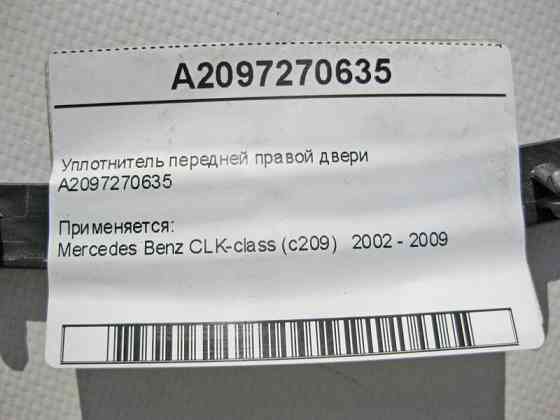 A2097270635
Уплотнитель передней правой двери
A2097270635
Применяется:
Mercedes Benz CLK-class (c209) 2002 - 2009